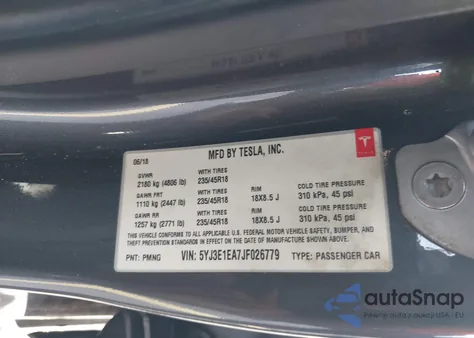 MFD BY TESLA, INC.
06/18
GVWR WITH TIRES
2180 kg (4806 lb) 235/45R18
GAWR FRT WITH TIRES RIM COLD TIRE PRESSURE
1110 kg (2447 lb) 235/45R18 18X8.5 J 310 kPa, 45 psi
GAWR RR WITH TIRES RIM COLD TIRE PRESSURE
1257 kg (2771 lb) 235/45R18 18X8.5 J 310 kPa, 45 psi
THIS VEHICLE CONFORMS TO ALL APPLICABLE U.S. FEDERAL MOTOR VEHICLE SAFETY, BUMPER, AND
THEFT PREVENTION STANDARDS IN EFFECT ON THE DATE OF MANUFACTURE SHOWN ABOVE.
PNT: PMNG VIN: 5YJ3E1EA7JF026779 TYPE: PASSENGER CAR
autoSnap